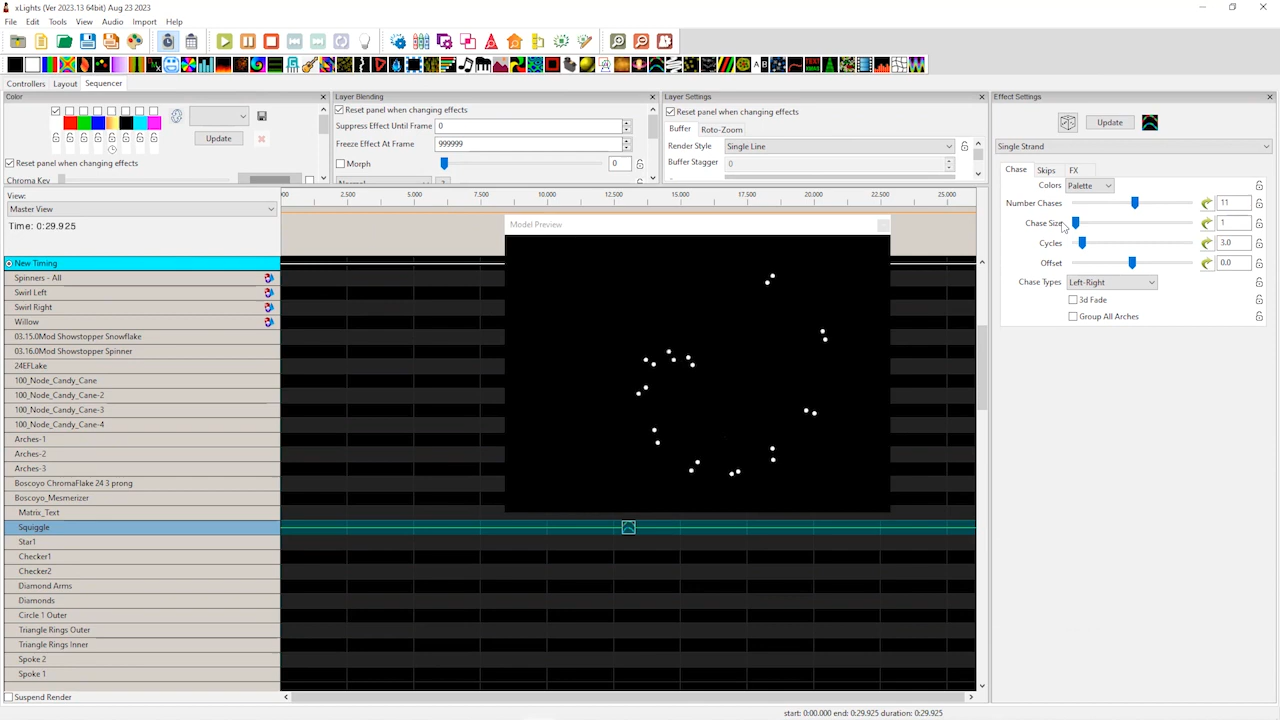 xLights (Ver 2023.13 64bit) Aug 23 2023
File Edit Tools View Audio Import Help
Controllers Layout Sequencer
Color
Update
Reset panel when changing effects
Chroma Key
Layer Blending
Reset panel when changing effects
Suppress Effect Until Frame 0
Freeze Effect At Frame 999999
Morph 0
Normal
Layer Settings
Reset panel when changing effects
Buffer Roto-Zoom
Render Style Single Line
Buffer Stagger 0
Effect Settings
Update
Single Strand
Chase Skips FX
Colors Palette
Number Chases 11
Chase Size 1
Cycles 3.0
Offset 0.0
Chase Types Left-Right
3d Fade
Group All Arches
View:
Master View
Time: 0:29.925
:00 2.500 5.000 7.500 10.000 12.500 15.000 17.500 20.000 22.500 25.000
Model Preview
New Timing
Spinners - All
Swirl Left
Swirl Right
Willow
03.15.0Mod Showstopper Snowflake
03.16.0Mod Showstopper Spinner
24EFLake
100_Node_Candy_Cane
100_Node_Candy_Cane-2
100_Node_Candy_Cane-3
100_Node_Candy_Cane-4
Arches-1
Arches-2
Arches-3
Boscoyo ChromaFlake 24 3 prong
Boscoyo_Mesmerizer
Matrix_Text
Squiggle
Star1
Checker1
Checker2
Diamond Arms
Diamonds
Circle 1 Outer
Triangle Rings Outer
Triangle Rings Inner
Spoke 2
Spoke 1
Suspend Render
start: 0:00.000 end: 0:29.925 duration: 0:29.925